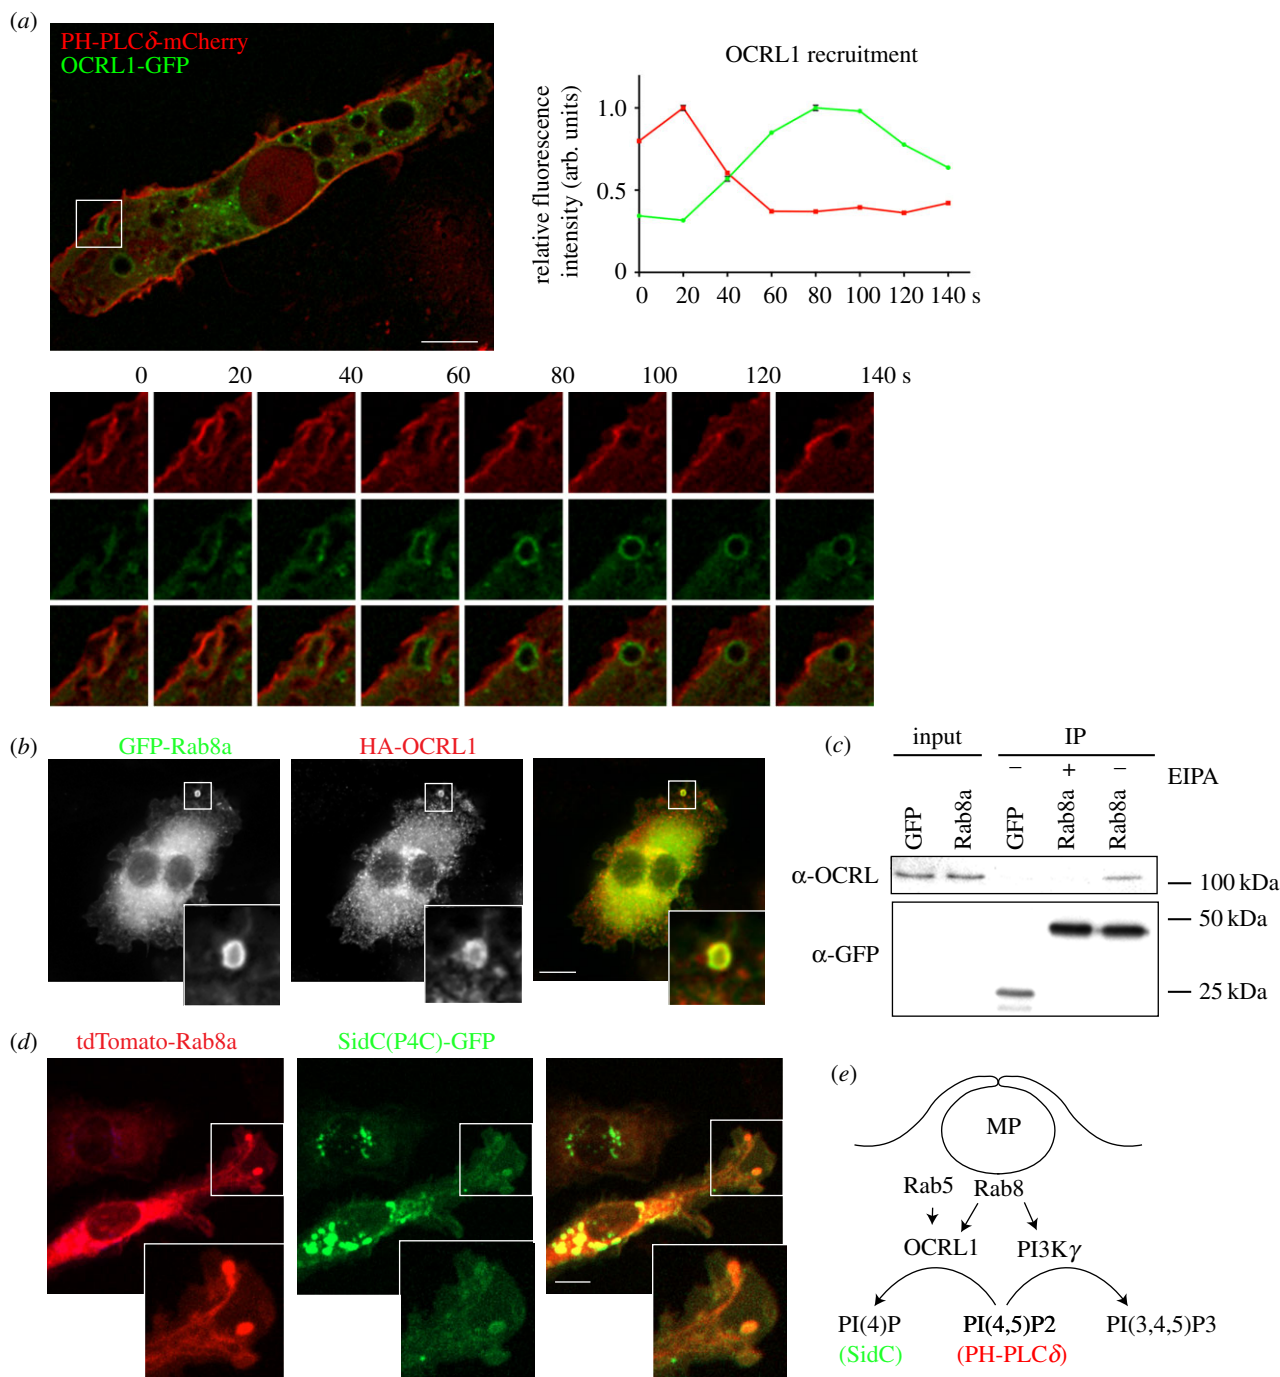 (a)
PH-PLCδ-mCherry
OCRL1-GFP
OCRL1 recruitment
relative fluorescence
intensity (arb. units)
1.0
0.5
0
0 20 40 60 80 100 120 140 s
0 20 40 60 80 100 120 140 s
(b)
GFP-Rab8a
HA-OCRL1
(c)
input IP
– + – EIPA
GFP Rab8a GFP Rab8a Rab8a
α-OCRL
100 kDa
50 kDa
α-GFP
25 kDa
(d)
tdTomato-Rab8a
SidC(P4C)-GFP
(e)
MP
Rab5 Rab8
OCRL1 PI3Kγ
PI(4)P PI(4,5)P2 PI(3,4,5)P3
(SidC) (PH-PLCδ)